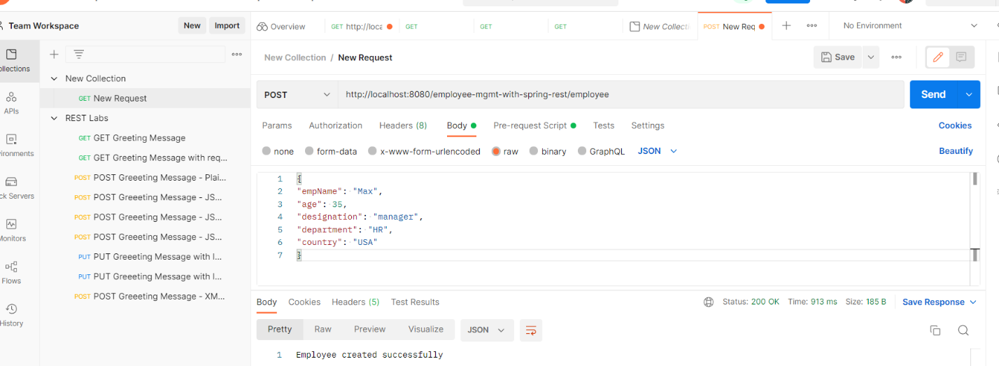 Team Workspace
New
Import
Overview
GET http://loca
GET
GET
GET
New Collecti
POST New Req
No Environment
ollections
APIs
vironments
ck Servers
Monitors
Flows
History
New Collection
GET New Request
REST Labs
GET GET Greeting Message
GET GET Greeting Message with req...
POST POST Greeeting Message - Plai...
POST POST Greeeting Message - JS...
POST POST Greeeting Message - JS...
POST POST Greeeting Message - JS...
PUT PUT Greeeting Message with I...
PUT PUT Greeeting Message with I...
POST POST Greeeting Message - XM...
New Collection / New Request
Save
POST
http://localhost:8080/employee-mgmt-with-spring-rest/employee
Send
Params Authorization Headers (8) Body Pre-request Script Tests Settings Cookies
none form-data x-www-form-urlencoded raw binary GraphQL JSON Beautify
1 {
2 "empName": "Max",
3 "age": 35,
4 "designation": "manager",
5 "department": "HR",
6 "country": "USA"
7 }
Body Cookies Headers (5) Test Results Status: 200 OK Time: 913 ms Size: 185 B Save Response
Pretty Raw Preview Visualize JSON
1 Employee created successfully